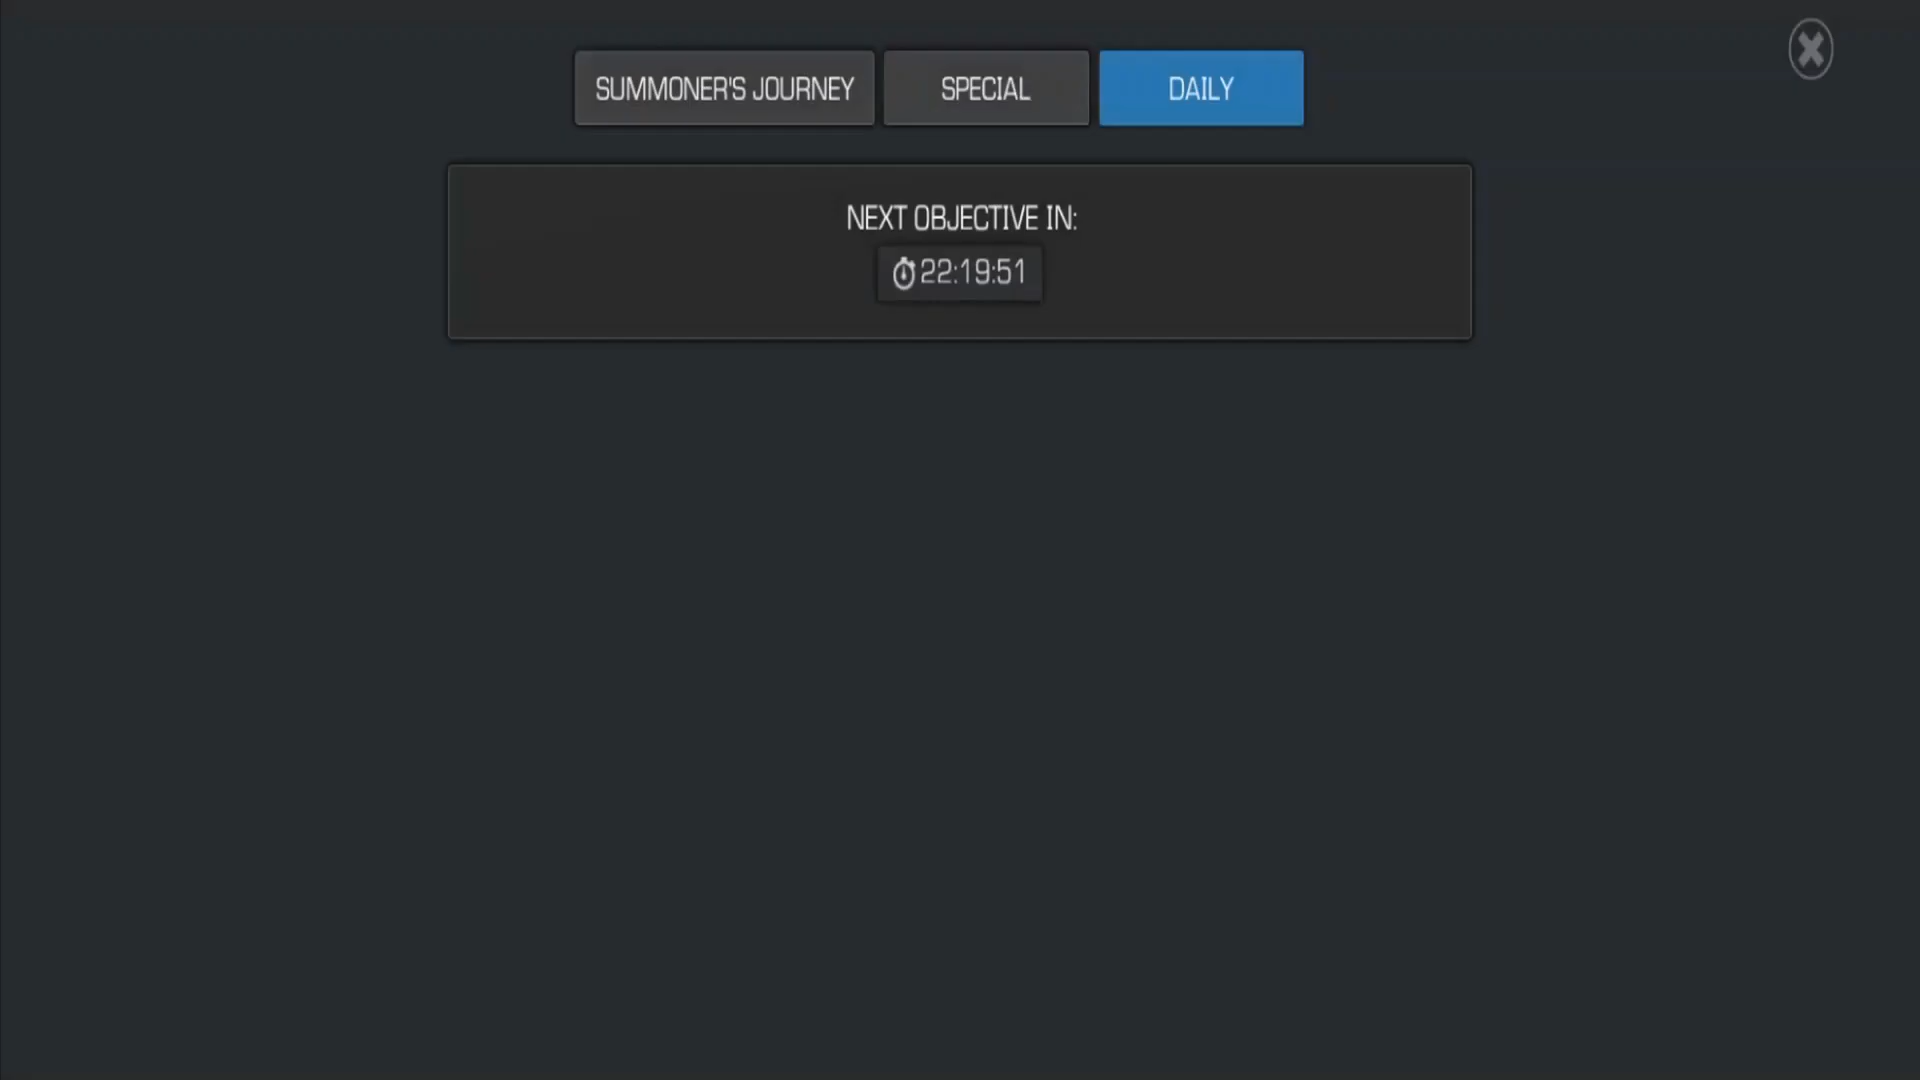 SUMMONER'S JOURNEY
SPECIAL
DAILY
NEXT OBJECTIVE IN:
22:19:51